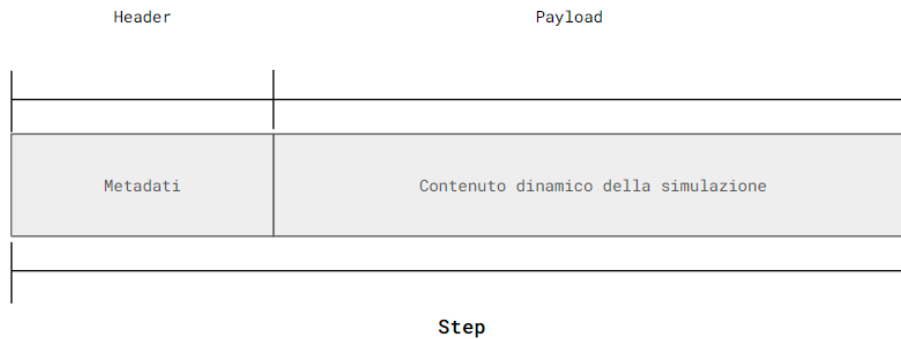 Header
Payload
Metadati
Contenuto dinamico della simulazione
Step